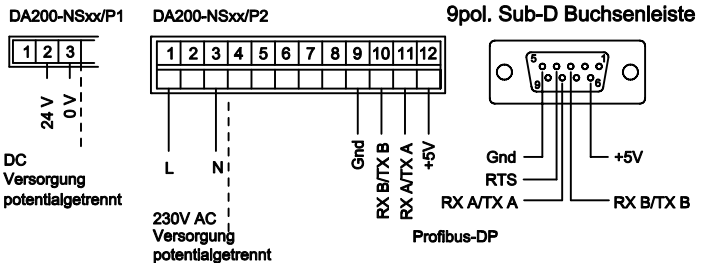 DA200-NSxx/P1
1 2 3
24 V
0 V
DC
Versorgung
potentialgetrennt
DA200-NSxx/P2
1 2 3 4 5 6 7 8 9 10 11 12
L
N
Gnd
RX B/TX B
RX A/TX A
+5V
230V AC
Versorgung
potentialgetrennt
9pol. Sub-D Buchsenleiste
5 1
9 6
Gnd
+5V
RTS
RX A/TX A
RX B/TX B
Profibus-DP